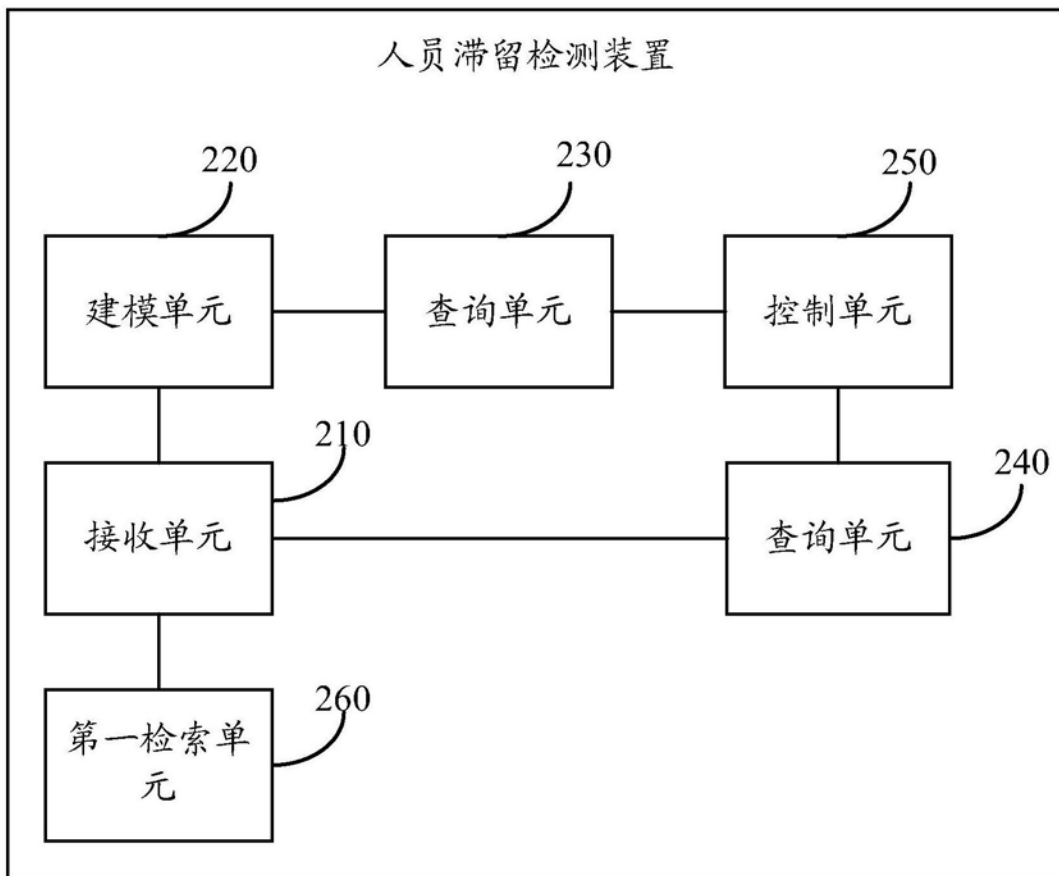 人员滞留检测装置
220
230
250
建模单元
查询单元
控制单元
210
240
接收单元
查询单元
260
第一检索单
元